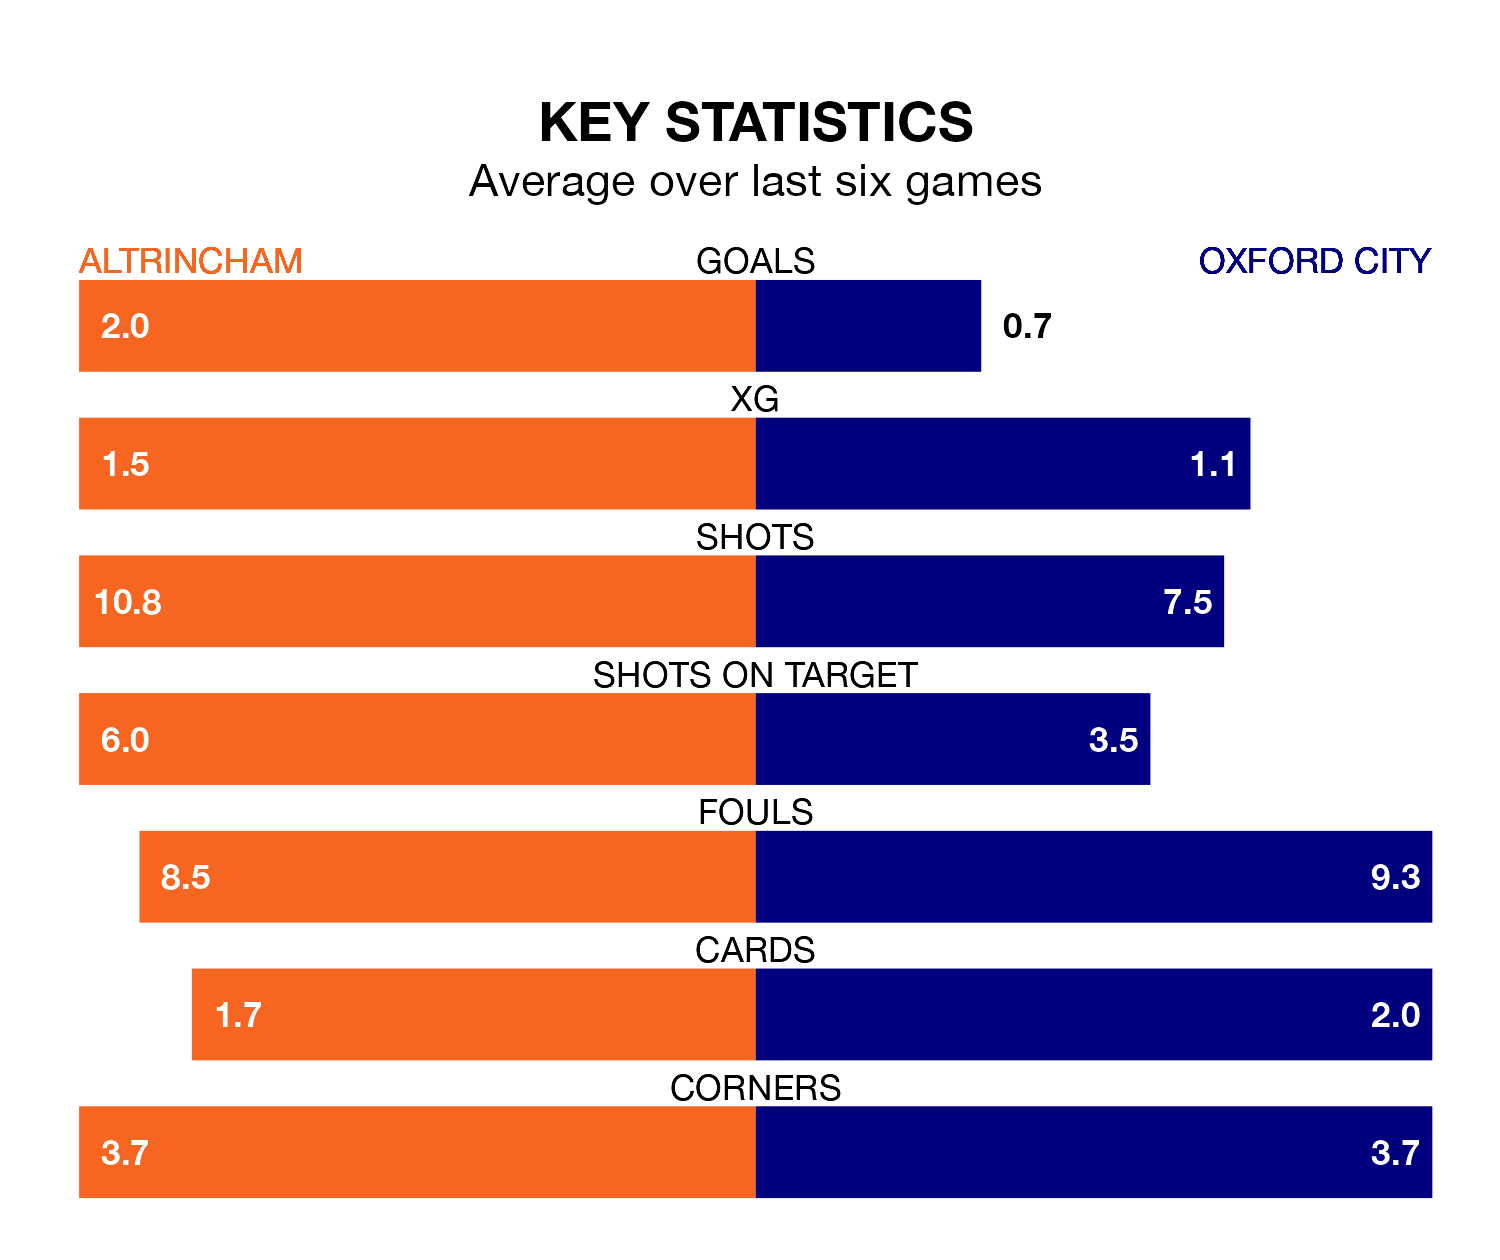 KEY STATISTICS
Average over last six games
ALTRINCHAM GOALS OXFORD CITY
2.0 0.7
XG
1.5 1.1
SHOTS
10.8 7.5
SHOTS ON TARGET
6.0 3.5
FOULS
8.5 9.3
CARDS
1.7 2.0
CORNERS
3.7 3.7